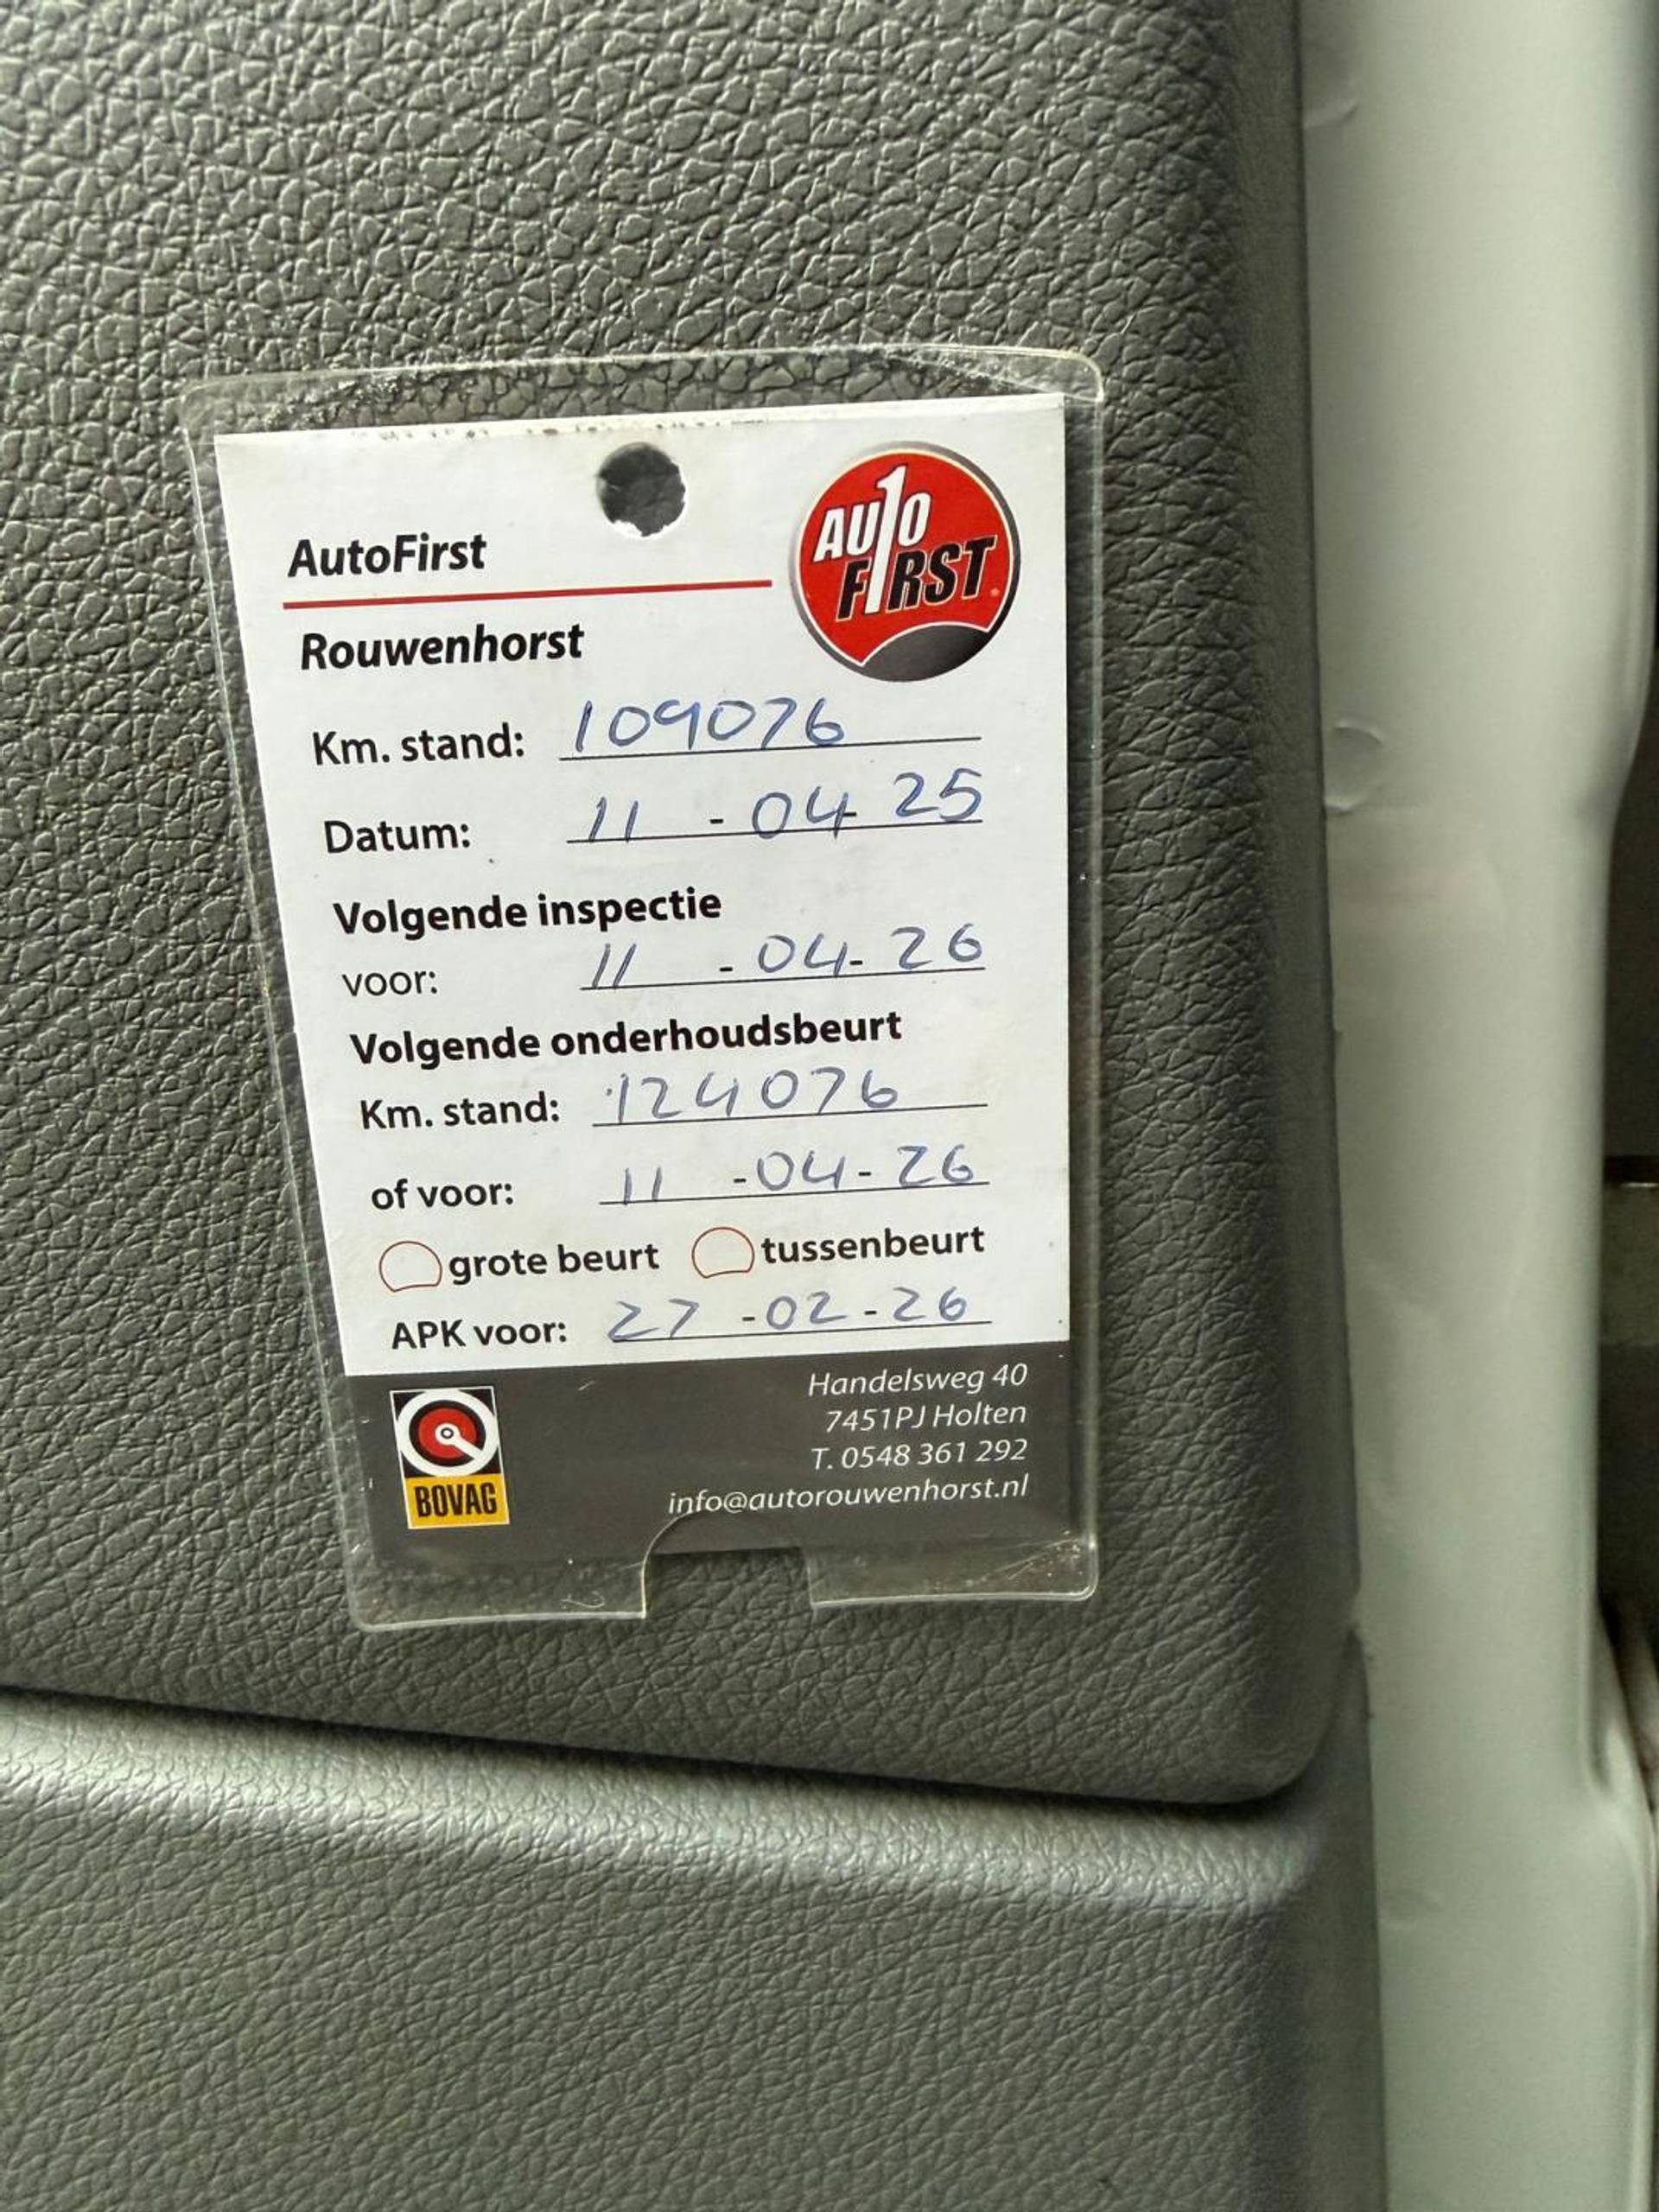 AutoFirst
AUTO
FIRST
Rouwenhorst
Km. stand: 109076
Datum: 11 - 04 25
Volgende inspectie
voor: 11 - 04 - 26
Volgende onderhoudsbeurt
Km. stand: 124076
of voor: 11 - 04 - 26
grote beurt tussenbeurt
APK voor: 27 - 02 - 26
Handelsweg 40
7451PJ Holten
T. 0548 361 292
info@autorouwenhorst.nl
BOVAG